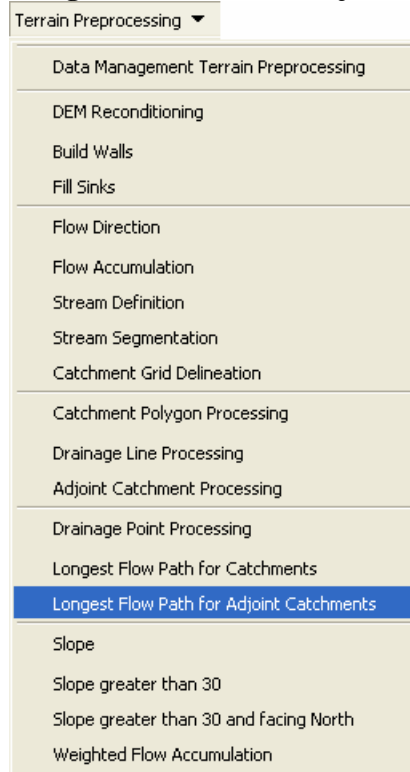 Terrain Preprocessing
Data Management Terrain Preprocessing
DEM Reconditioning
Build Walls
Fill Sinks
Flow Direction
Flow Accumulation
Stream Definition
Stream Segmentation
Catchment Grid Delineation
Catchment Polygon Processing
Drainage Line Processing
Adjoint Catchment Processing
Drainage Point Processing
Longest Flow Path for Catchments
Longest Flow Path for Adjoint Catchments
Slope
Slope greater than 30
Slope greater than 30 and facing North
Weighted Flow Accumulation